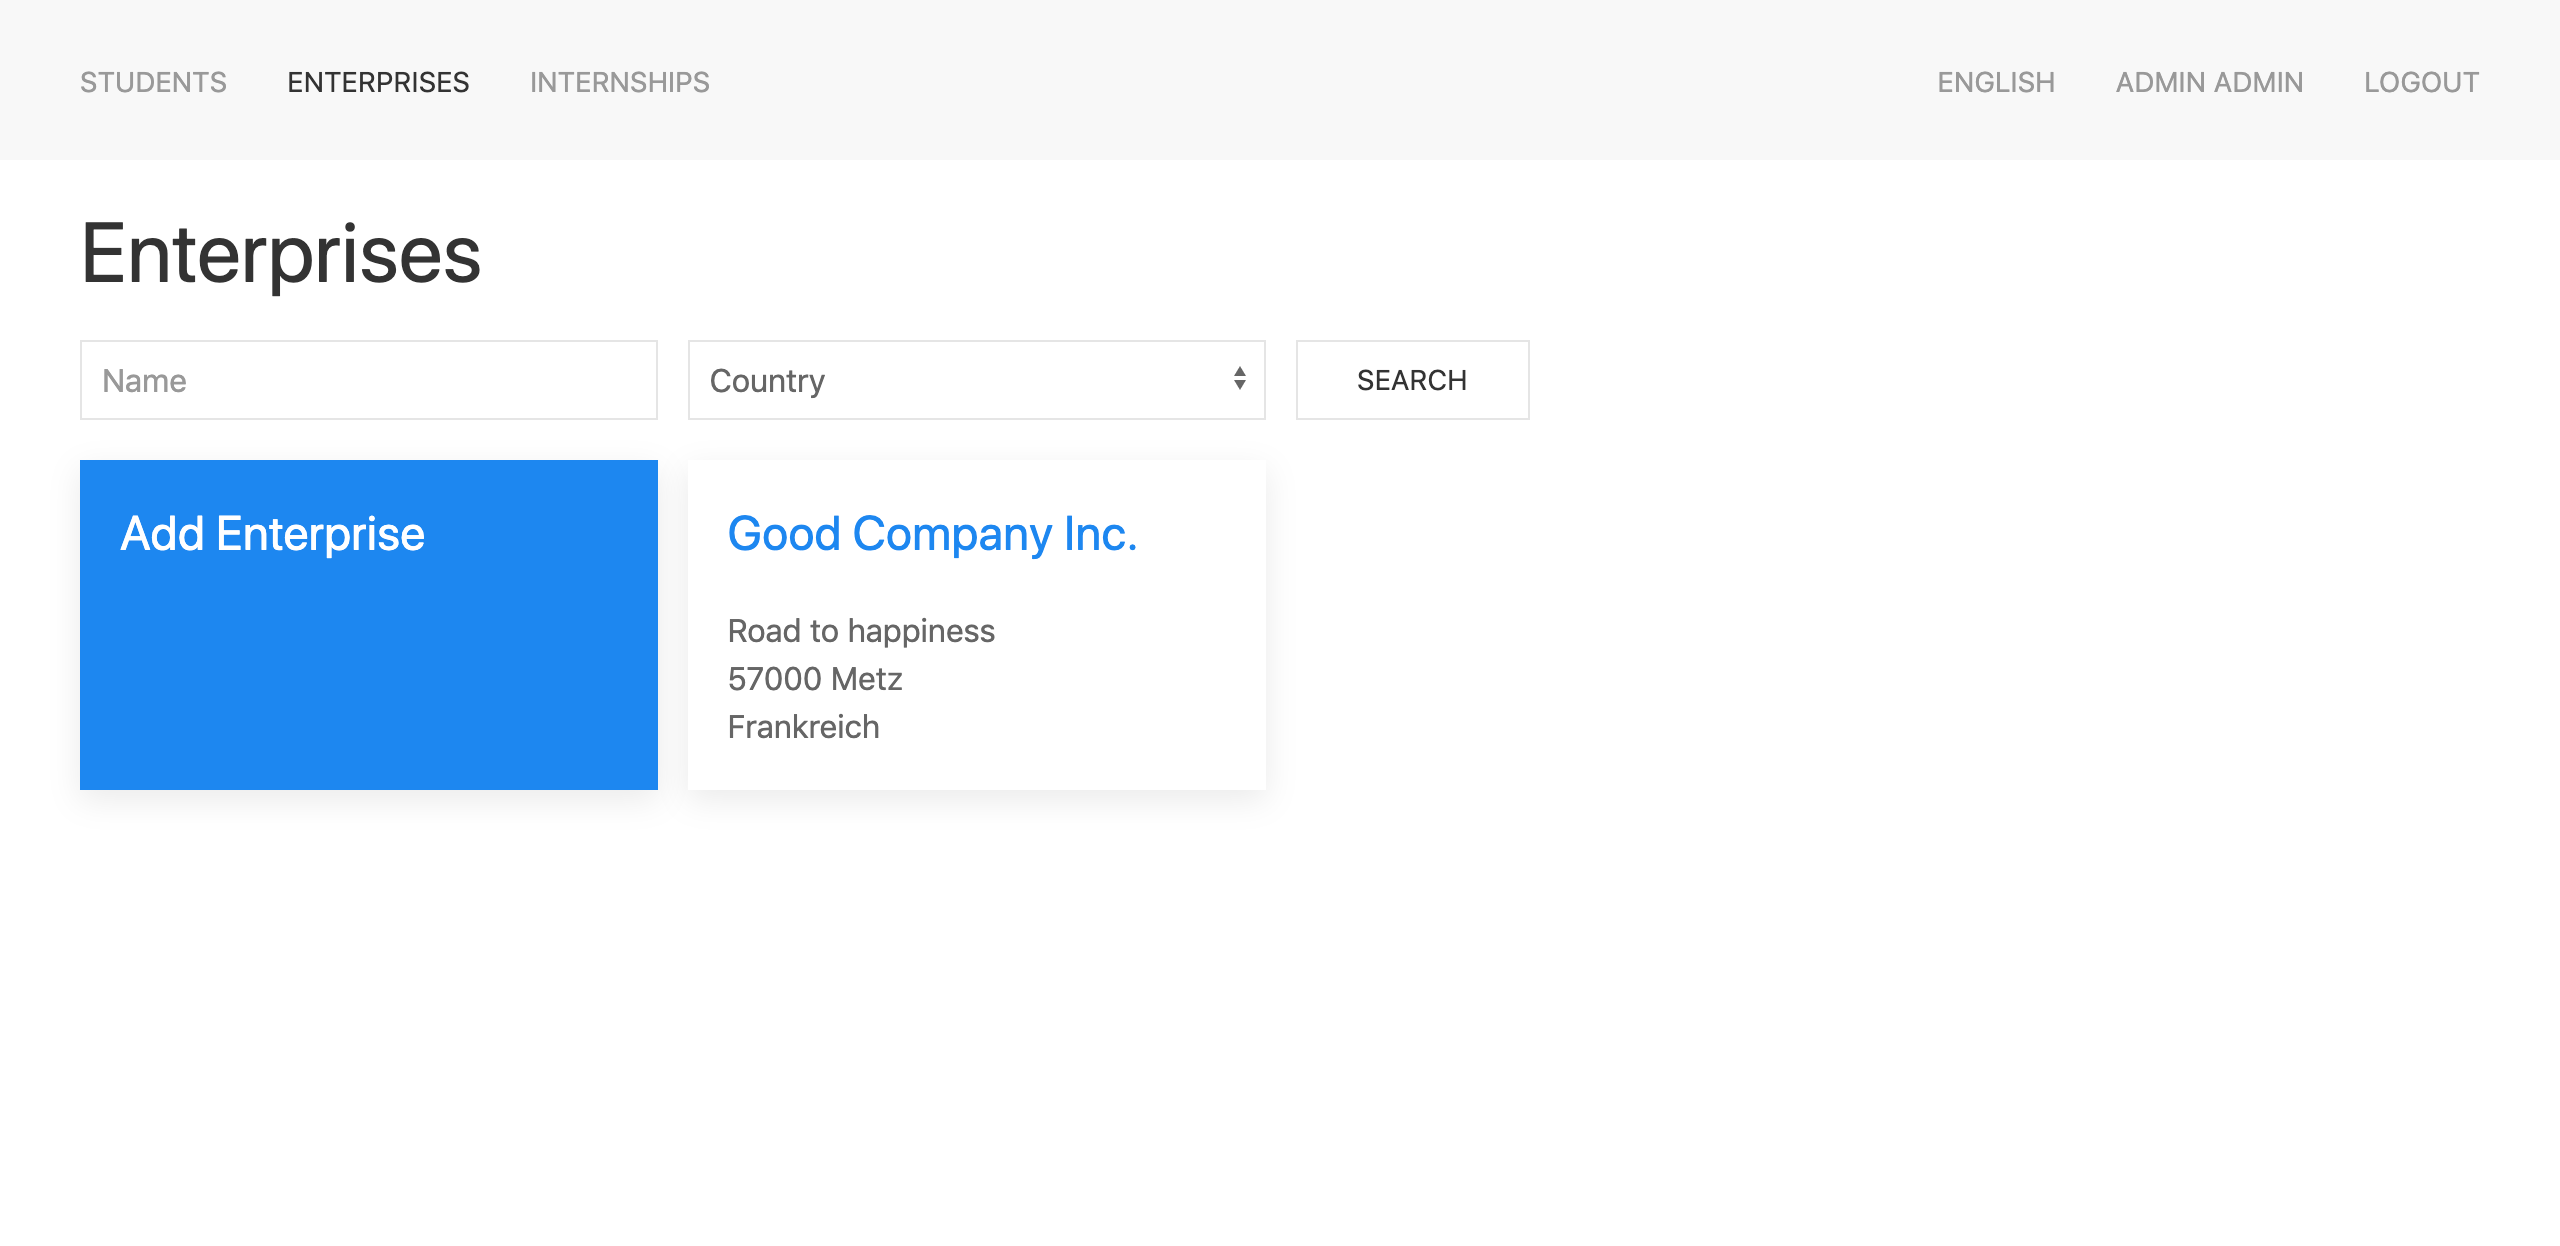 STUDENTS ENTERPRISES INTERNSHIPS ENGLISH ADMIN ADMIN LOGOUT
Enterprises
Name Country SEARCH
Add Enterprise
Good Company Inc.
Road to happiness
57000 Metz
Frankreich